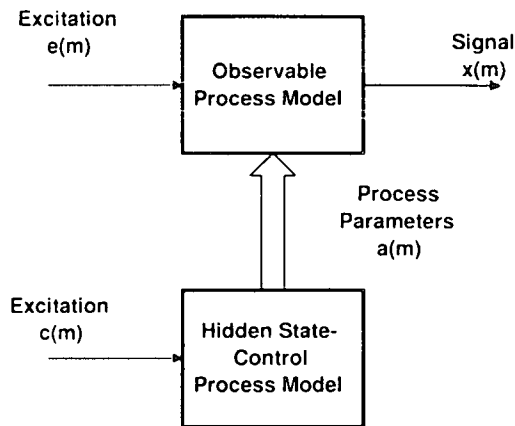 Excitation
e(m)
Observable
Process Model
Signal
x(m)
Process
Parameters
a(m)
Excitation
c(m)
Hidden State-
Control
Process Model